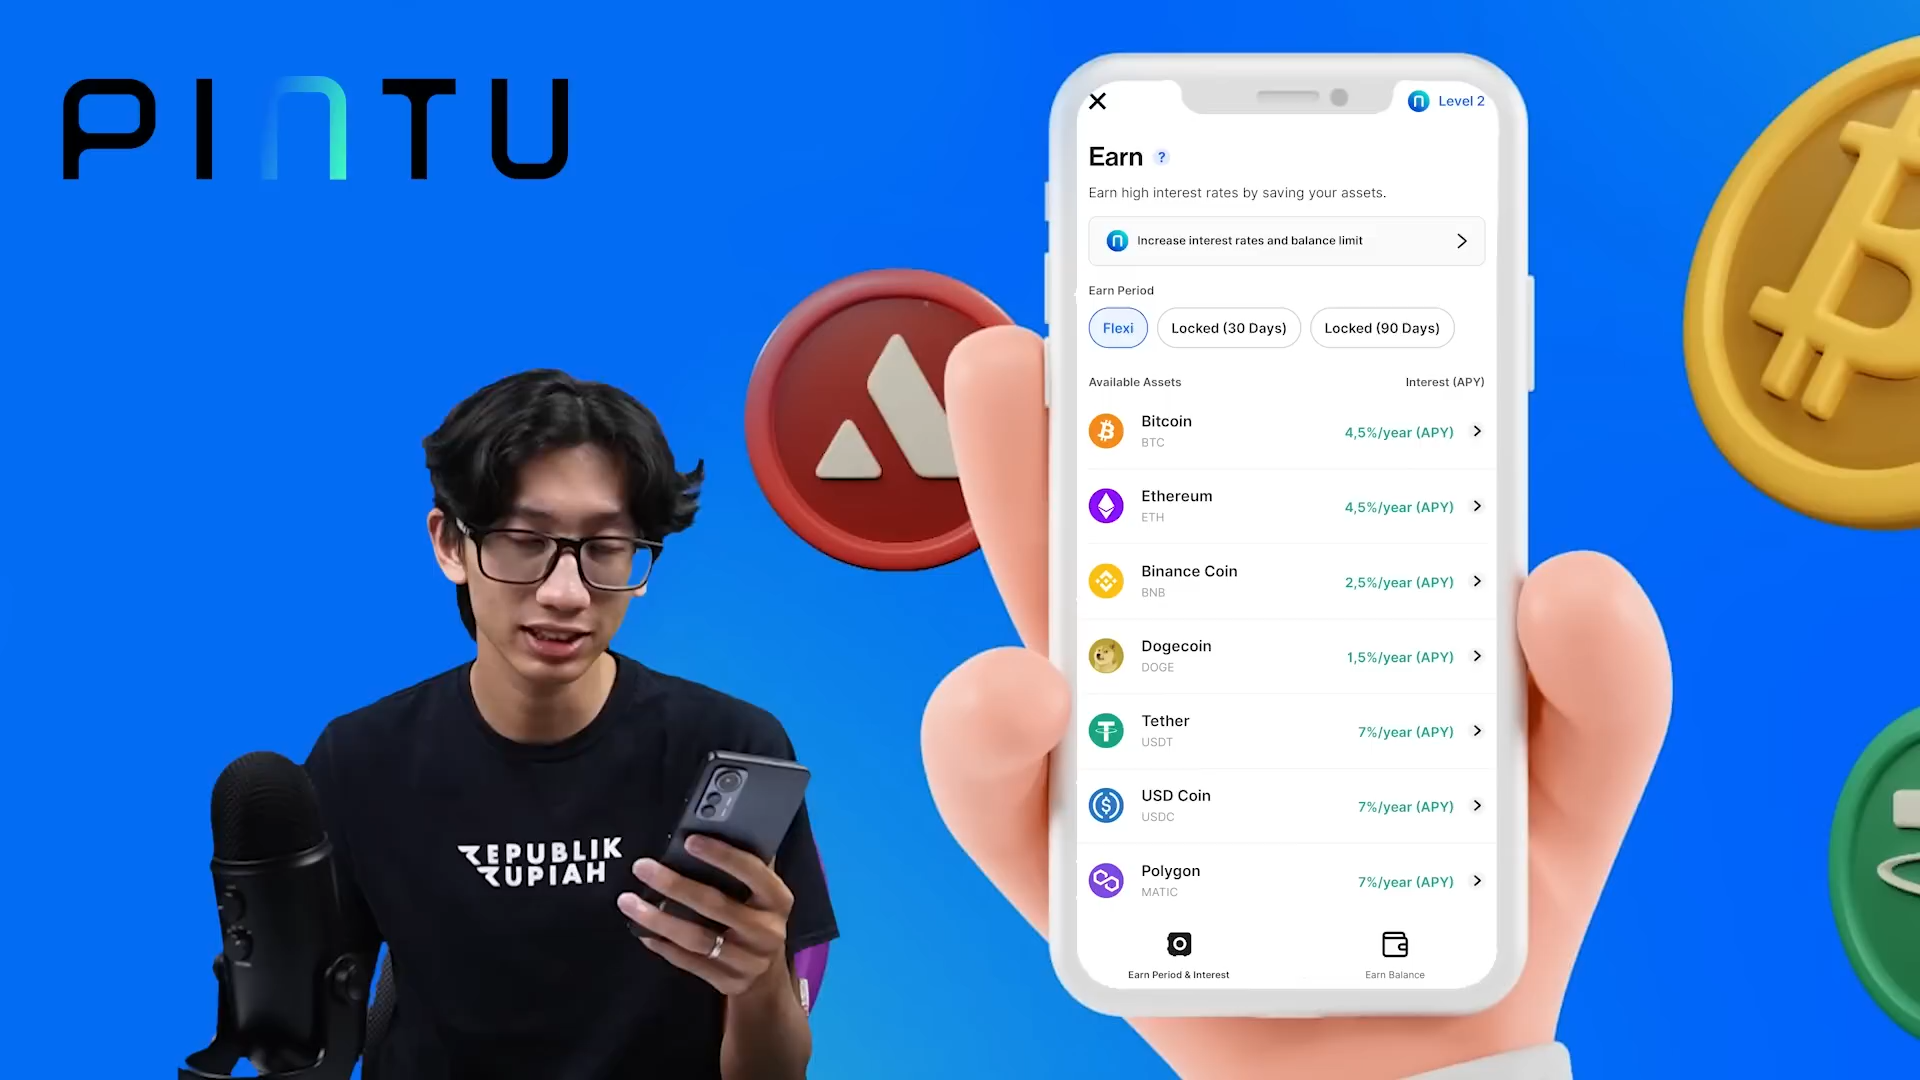 PINTU
Level 2
Earn ?
Earn high interest rates by saving your assets.
Increase interest rates and balance limit
Earn Period
Flexi
Locked (30 Days)
Locked (90 Days)
Available Assets
Interest (APY)
Bitcoin
BTC
4,5%/year (APY)
Ethereum
ETH
4,5%/year (APY)
Binance Coin
BNB
2,5%/year (APY)
Dogecoin
DOGE
1,5%/year (APY)
Tether
USDT
7%/year (APY)
USD Coin
USDC
7%/year (APY)
Polygon
MATIC
7%/year (APY)
Earn Period & Interest
Earn Balance
REPUBLIK
RUPIAH